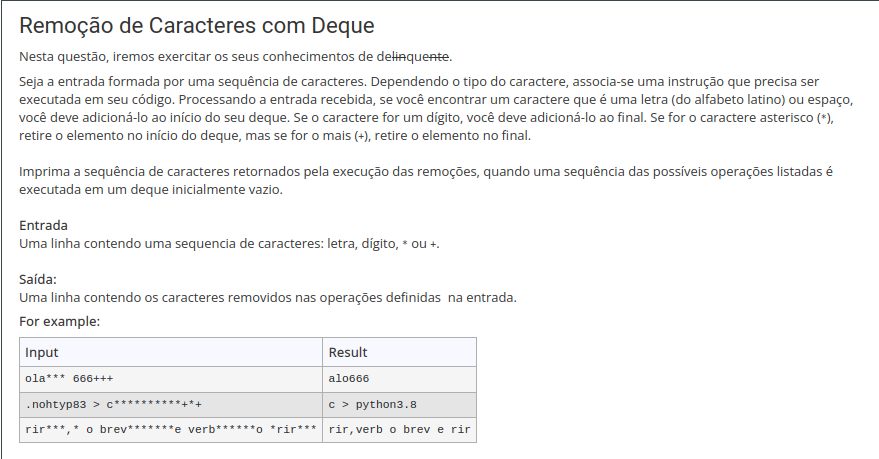 Remoção de Caracteres com Deque
Nesta questão, iremos exercitar os seus conhecimentos de delinquente.
Seja a entrada formada por uma sequência de caracteres. Dependendo do tipo do caractere, associa-se uma instrução que precisa ser
executada em seu código. Processando a entrada recebida, se você encontrar um caractere que é uma letra (do alfabeto latino) ou espaço,
você deve adicioná-lo ao início do seu deque. Se o caractere for um dígito, você deve adicioná-lo ao final. Se for o caractere asterisco (*),
retire o elemento no início do deque, mas se for o mais (+), retire o elemento no final.
Imprima a sequência de caracteres retornados pela execução das remoções, quando uma sequência das possíveis operações listadas é
executada em um deque inicialmente vazio.
Entrada
Uma linha contendo uma sequencia de caracteres: letra, dígito, * ou +.
Saída:
Uma linha contendo os caracteres removidos nas operações definidas na entrada.
For example:
Input Result
ola*** 666+++ alo666
.nohtyp83 > c**********+*+ c > python3.8
rir***,* o brev*******e verb******o *rir*** rir,verb o brev e rir